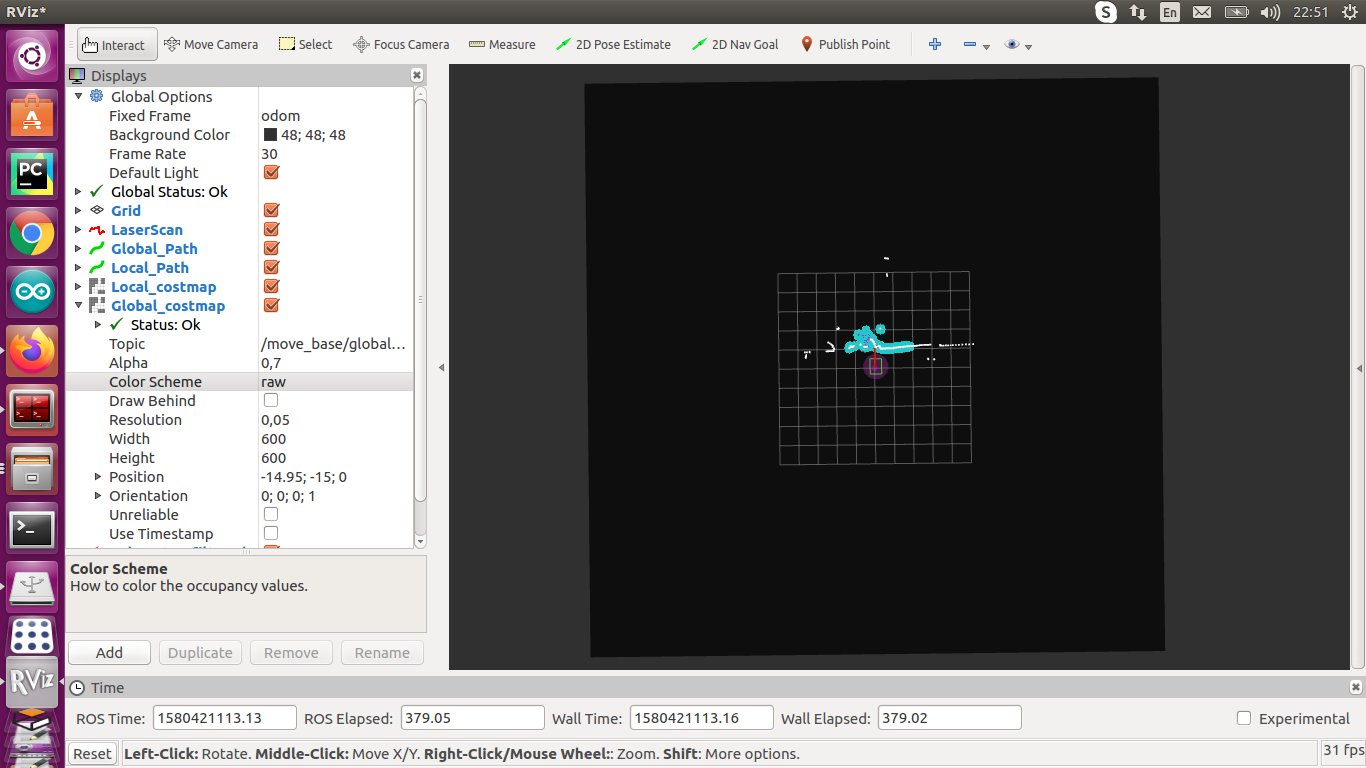 RViz*
En
22:51
Interact
Move Camera
Select
Focus Camera
Measure
2D Pose Estimate
2D Nav Goal
Publish Point
Displays
Global Options
Fixed Frame odom
Background Color 48; 48; 48
Frame Rate 30
Default Light
Global Status: Ok
Grid
LaserScan
Global_Path
Local_Path
Local_costmap
Global_costmap
Status: Ok
Topic /move_base/global...
Alpha 0,7
Color Scheme raw
Draw Behind
Resolution 0,05
Width 600
Height 600
Position -14.95; -15; 0
Orientation 0; 0; 0; 1
Unreliable
Use Timestamp
Color Scheme
How to color the occupancy values.
Add Duplicate Remove Rename
Time
ROS Time: 1580421113.13 ROS Elapsed: 379.05 Wall Time: 1580421113.16 Wall Elapsed: 379.02 Experimental
Reset Left-Click: Rotate. Middle-Click: Move X/Y. Right-Click/Mouse Wheel:: Zoom. Shift: More options. 31 fps
PC
RViz